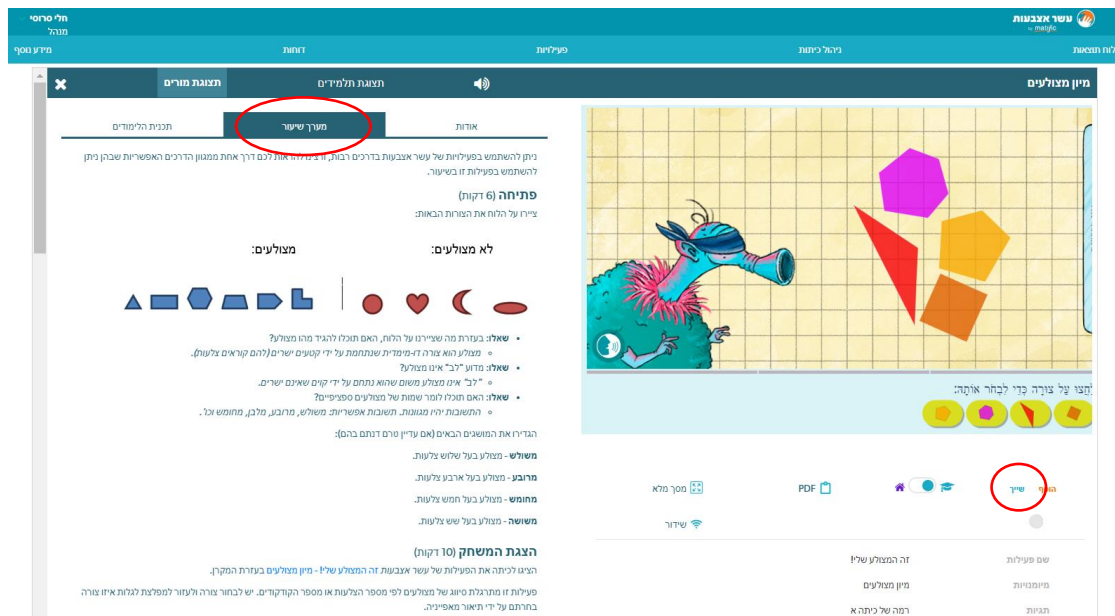 עשר אצבעות
by matific
חלי סרוסי
מנהל
לוח תוצאות
ניהול כיתות
פעילויות
דוחות
מידע נוסף
מיון מצולעים
תצוגת תלמידים
תצוגת מורים
אודות
מערך שיעור
תכנית הלימודים
ניתן להשתמש בפעילויות של עשר אצבעות בדרכים רבות, ורצינו להראות לכם דרך אחת ממגוון הדרכים האפשריות שבהן ניתן
להשתמש בפעילות זו בשיעור.
פתיחה (6 דקות)
ציירו על הלוח את הצורות הבאות:
לא מצולעים:
מצולעים:
שאלו: בעזרת מה שציירנו על הלוח, האם תוכלו להגיד מהו מצולע?
מצולע הוא צורה דו-מימדית שנתחמת על ידי קטעים ישרים (להם קוראים צלעות).
שאלו: מדוע "לב" אינו מצולע?
"לב" אינו מצולע משום שהוא נתחם על ידי קוים שאינם ישרים.
שאלו: האם תוכלו לומר שמות של מצולעים ספציפיים?
התשובות יהיו מגוונות. תשובות אפשריות: משולש, מרובע, מלבן, מחומש וכו'.
הגדירו את המושגים הבאים (אם עדיין טרם דנתם בהם):
משולש - מצולע בעל שלוש צלעות.
מרובע - מצולע בעל ארבע צלעות.
מחומש - מצולע בעל חמש צלעות.
משושה - מצולע בעל שש צלעות.
הצגת המשחק (10 דקות)
הציגו לכיתה את הפעילות של עשר אצבעות זה המצולע שלי! - מיון מצולעים בעזרת המקרן.
פעילות זו מתרגלת סיווג של מצולעים לפי מספר הצלעות או מספר הקודקודים. יש לבחור צורה ולעזור למפלצת לגלות איזו צורה
בחרתם על ידי תיאור מאפייניה.
לַחֲצוּ עַל צוּרָה כְּדֵי לִבְחֹר אוֹתָהּ:
הוסף
שייך
PDF
מסך מלא
שידור
שם פעילות
זה המצולע שלי!
מיומנויות
מיון מצולעים
תגיות
רמה של כיתה א